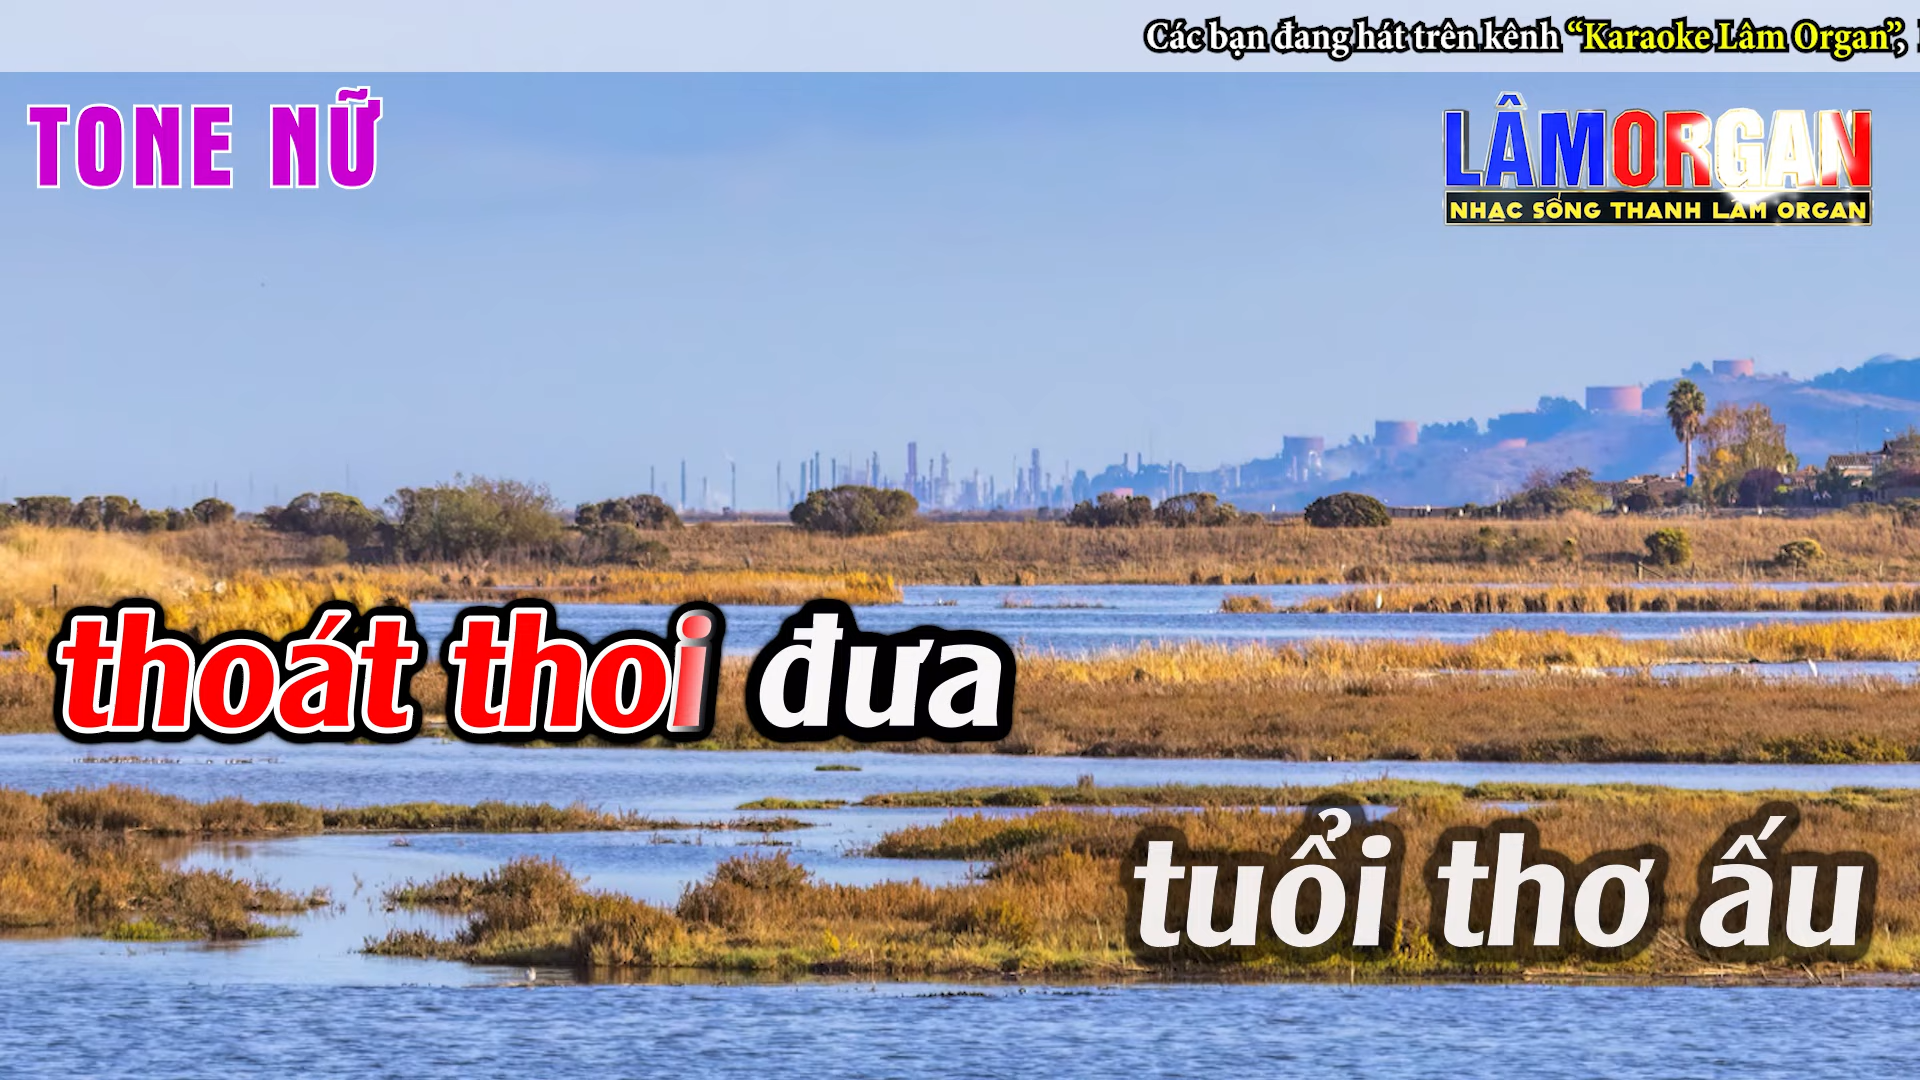 Các bạn đang hát trên kênh “Karaoke Lâm Organ”,
TONE NỮ
LÂMORGAN
NHẠC SỐNG THANH LÂM ORGAN
thoát thoi đưa
tuổi thơ ấu